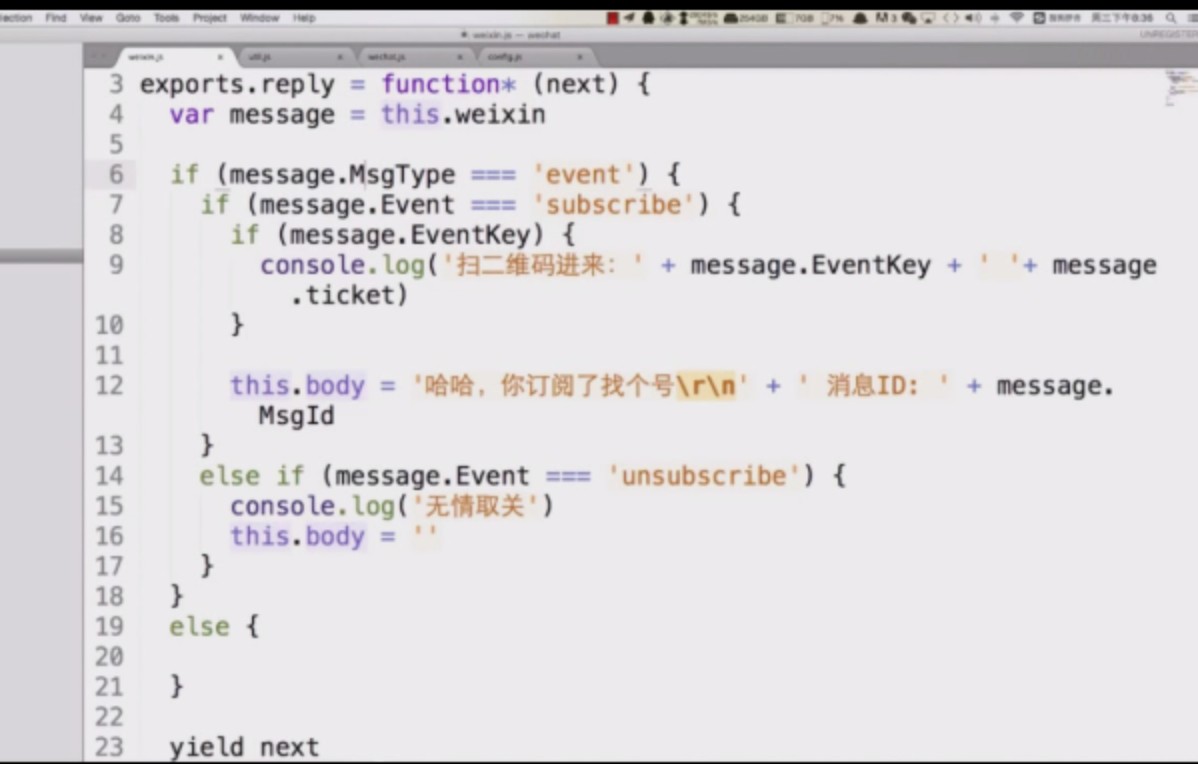 Find View Goto Tools Project Window Help
weixin.js — wechat
UNREGISTER
weixin.js util.js wechat.js config.js
3 exports.reply = function* (next) {
4 var message = this.weixin
5
6 if (message.MsgType === 'event') {
7 if (message.Event === 'subscribe') {
8 if (message.EventKey) {
9 console.log('扫二维码进来: ' + message.EventKey + ' '+ message
.ticket)
10 }
11
12 this.body = '哈哈，你订阅了找个号\r\n' + ' 消息ID: ' + message.
MsgId
13 }
14 else if (message.Event === 'unsubscribe') {
15 console.log('无情取关')
16 this.body = ''
17 }
18 }
19 else {
20
21 }
22
23 yield next